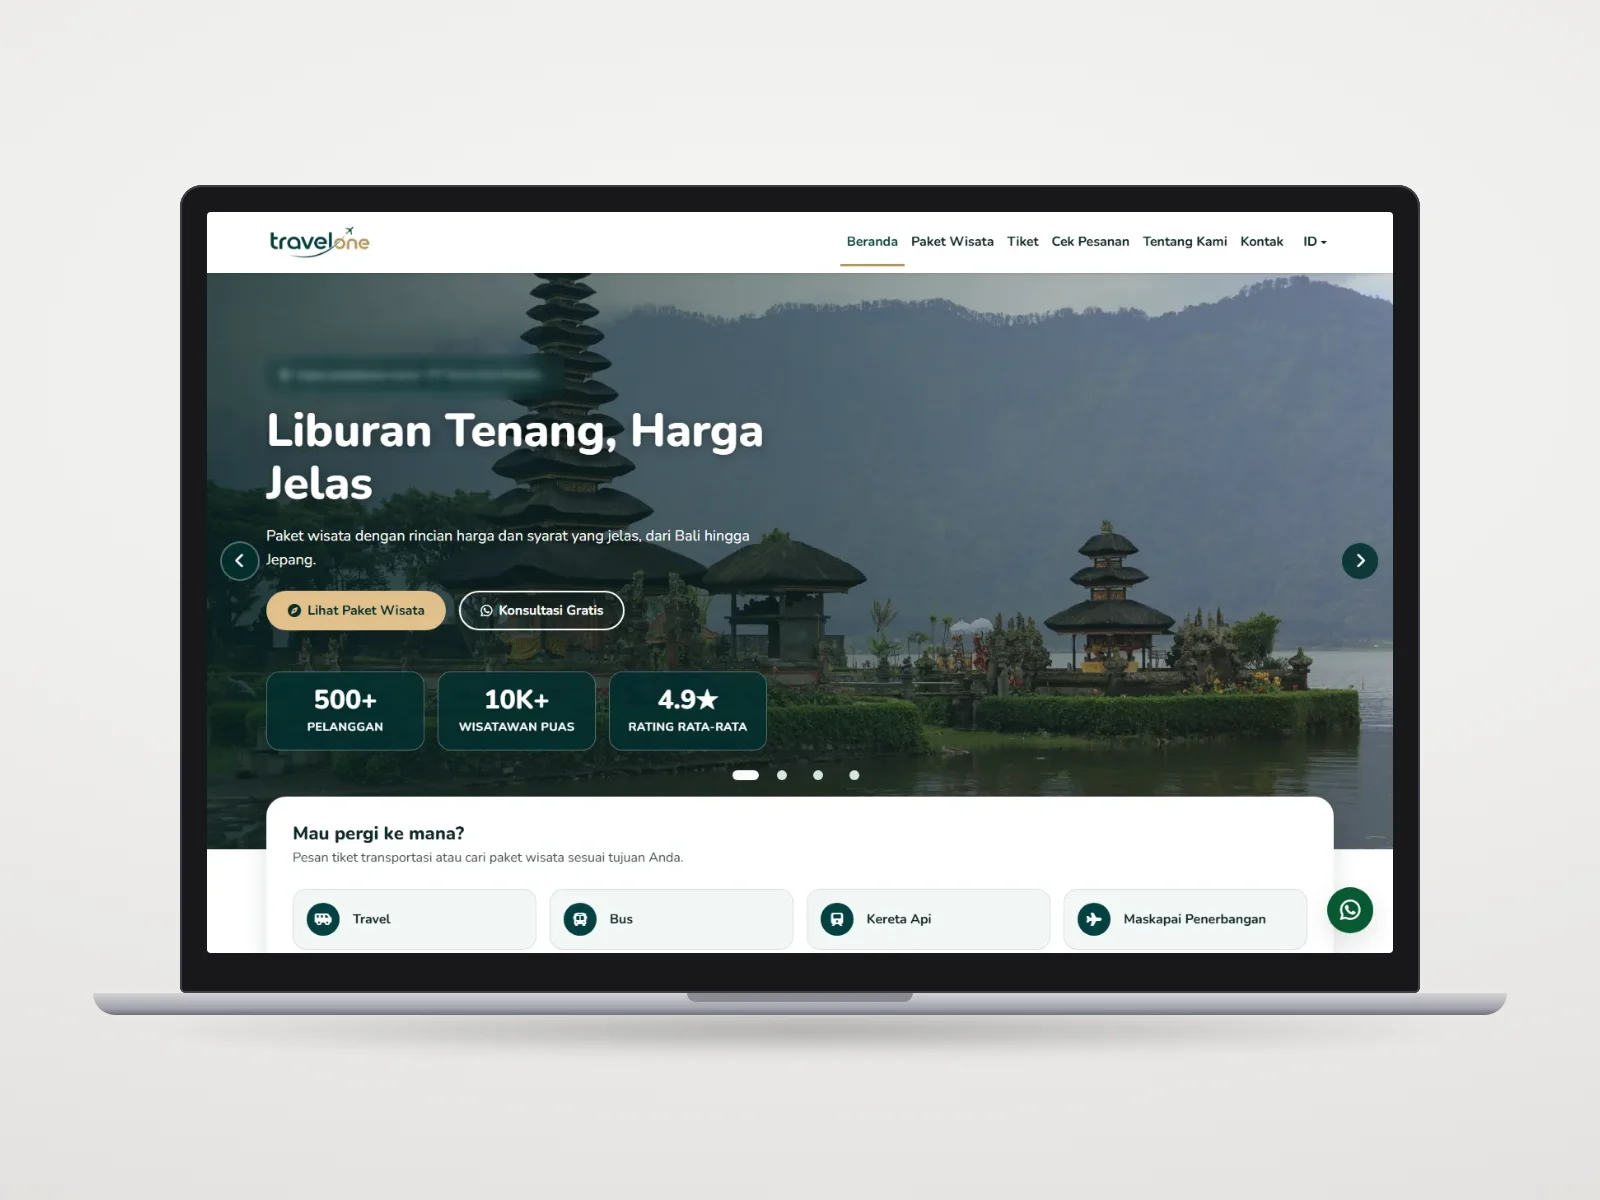 travelone
Beranda Paket Wisata Tiket Cek Pesanan Tentang Kami Kontak ID
Liburan Tenang, Harga
Jelas
Paket wisata dengan rincian harga dan syarat yang jelas, dari Bali hingga
Jepang.
Lihat Paket Wisata Konsultasi Gratis
500+ 10K+ 4.9★
PELANGGAN WISATAWAN PUAS RATING RATA-RATA
Mau pergi ke mana?
Pesan tiket transportasi atau cari paket wisata sesuai tujuan Anda.
Travel Bus Kereta Api Maskapai Penerbangan